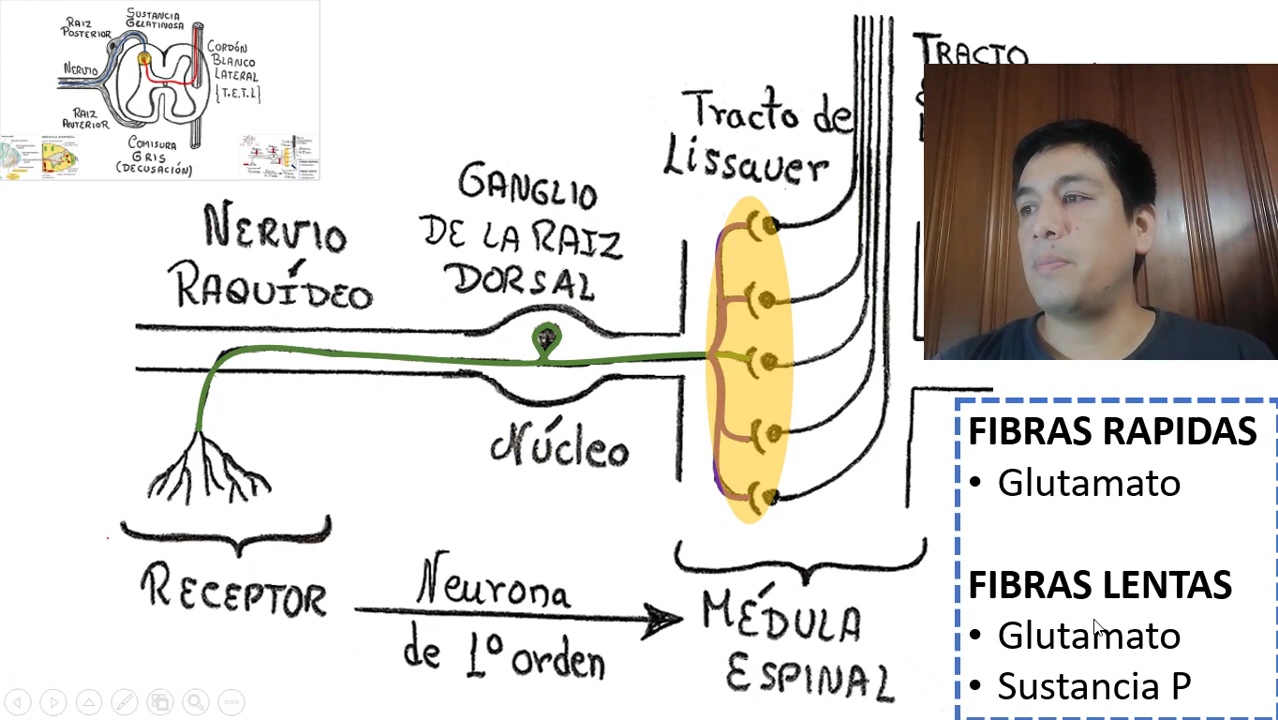 SUSTANCIA
GELATINOSA
RAIZ
POSTERIOR
NERVIO
RAIZ
ANTERIOR
CORDÓN
BLANCO
LATERAL
{T.E.T.L}
COMISURA
GRIS
(DECUSACIÓN)
TRACTO
Tracto de
Lissauer
GANGLIO
DE LA RAIZ
DORSAL
NERVIO
RAQUÍDEO
Núcleo
RECEPTOR
Neurona
de 1º orden
MÉDULA
ESPINAL
FIBRAS RAPIDAS
• Glutamato
FIBRAS LENTAS
• Glutamato
• Sustancia P